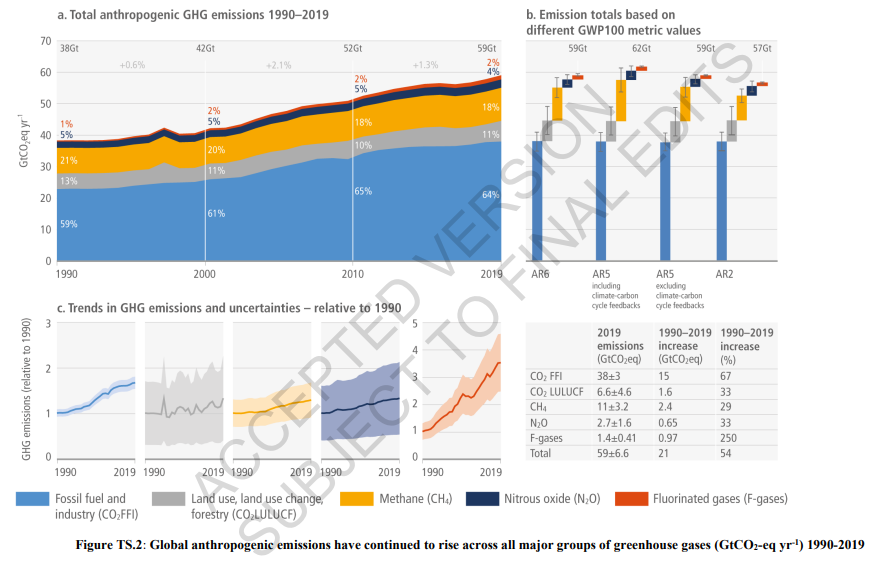 a. Total anthropogenic GHG emissions 1990–2019
GtCO₂eq yr⁻¹
70
60
50
40
30
20
10
0
38Gt
42Gt
52Gt
59Gt
+0.6%
+2.1%
+1.3%
1%
5%
21%
13%
59%
2%
5%
20%
11%
61%
2%
5%
18%
10%
65%
2%
4%
18%
11%
64%
1990
2000
2010
2019
b. Emission totals based on
different GWP100 metric values
59Gt
62Gt
59Gt
57Gt
AR6
AR5
including
climate-carbon
cycle feedbacks
AR5
excluding
climate-carbon
cycle feedbacks
AR2
c. Trends in GHG emissions and uncertainties – relative to 1990
GHG emissions (relative to 1990)
3
2
1
0
5
4
3
2
1
0
1990 2019
1990 2019
1990 2019
1990 2019
1990 2019
2019 emissions (GtCO₂eq) 1990–2019 increase (GtCO₂eq) 1990–2019 increase (%)
CO₂ FFI 38±3 15 67
CO₂ LULUCF 6.6±4.6 1.6 33
CH₄ 11±3.2 2.4 29
N₂O 2.7±1.6 0.65 33
F-gases 1.4±0.41 0.97 250
Total 59±6.6 21 54
Fossil fuel and
industry (CO₂FFI)
Land use, land use change,
forestry (CO₂LULUCF)
Methane (CH₄)
Nitrous oxide (N₂O)
Fluorinated gases (F-gases)
ACCEPTED VERSION
SUBJECT TO FINAL EDITS
Figure TS.2: Global anthropogenic emissions have continued to rise across all major groups of greenhouse gases (GtCO₂-eq yr⁻¹) 1990-2019